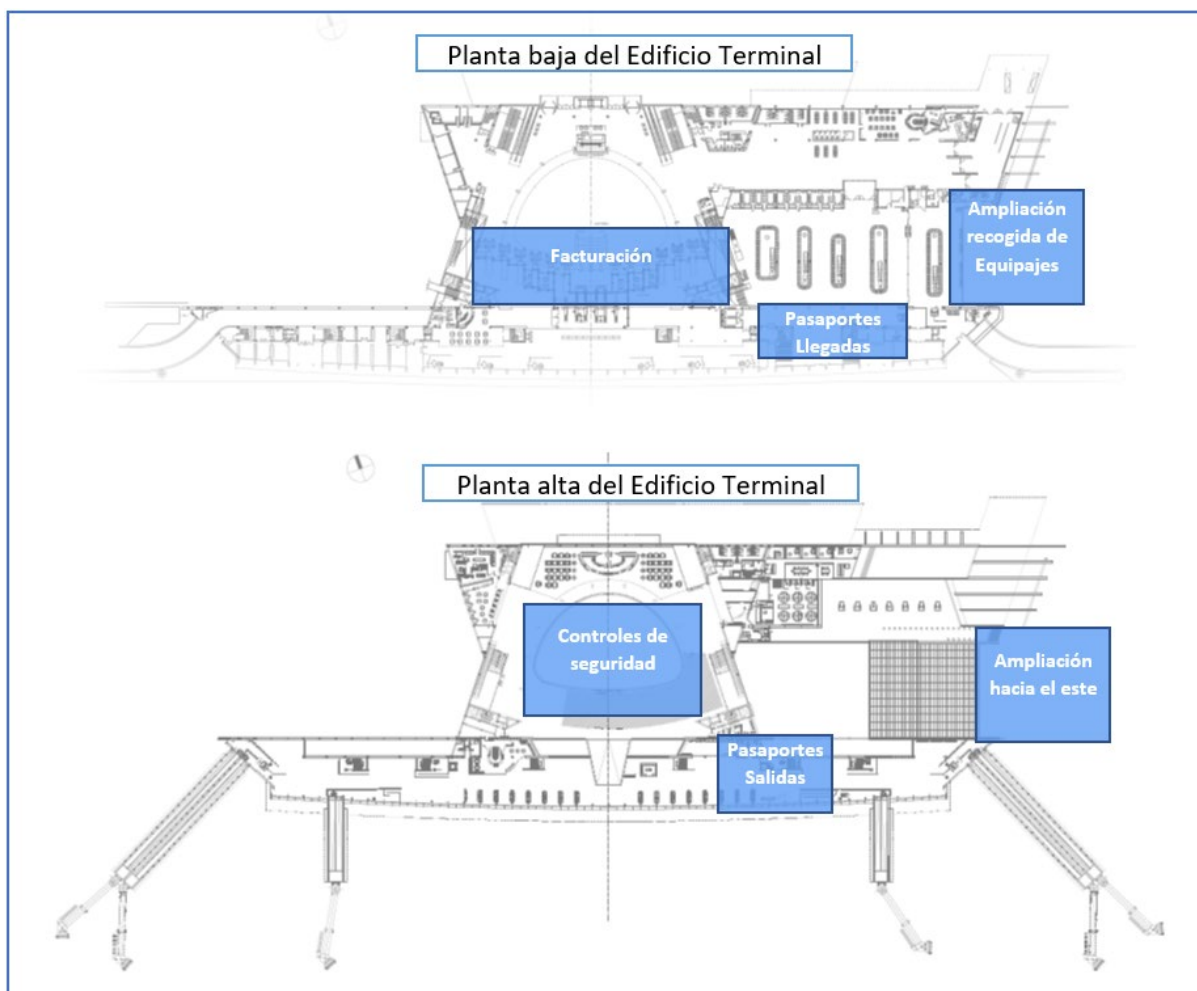 Planta baja del Edificio Terminal
Ampliación
recogida de
Equipajes
Facturación
Pasaportes
Llegadas
Planta alta del Edificio Terminal
Controles de
seguridad
Ampliación
hacia el este
Pasaportes
Salidas